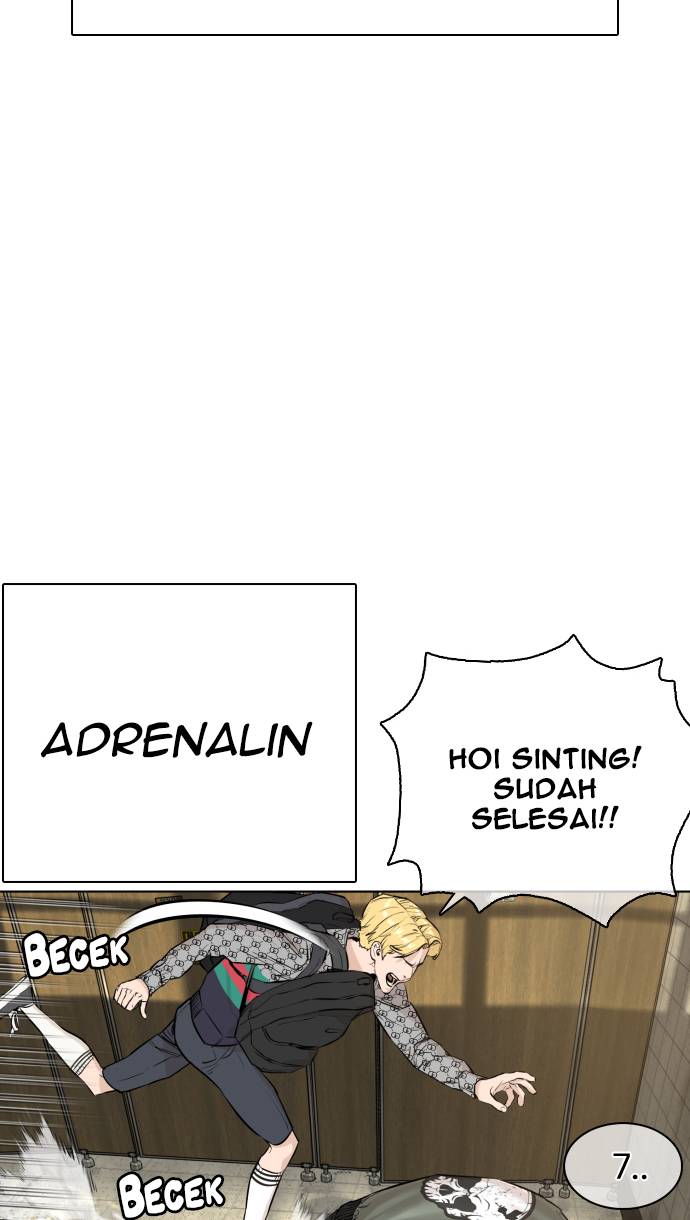 ADRENALIN
HOI SINTING!
SUDAH
SELESAI!!
BECEK
7..
BECEK